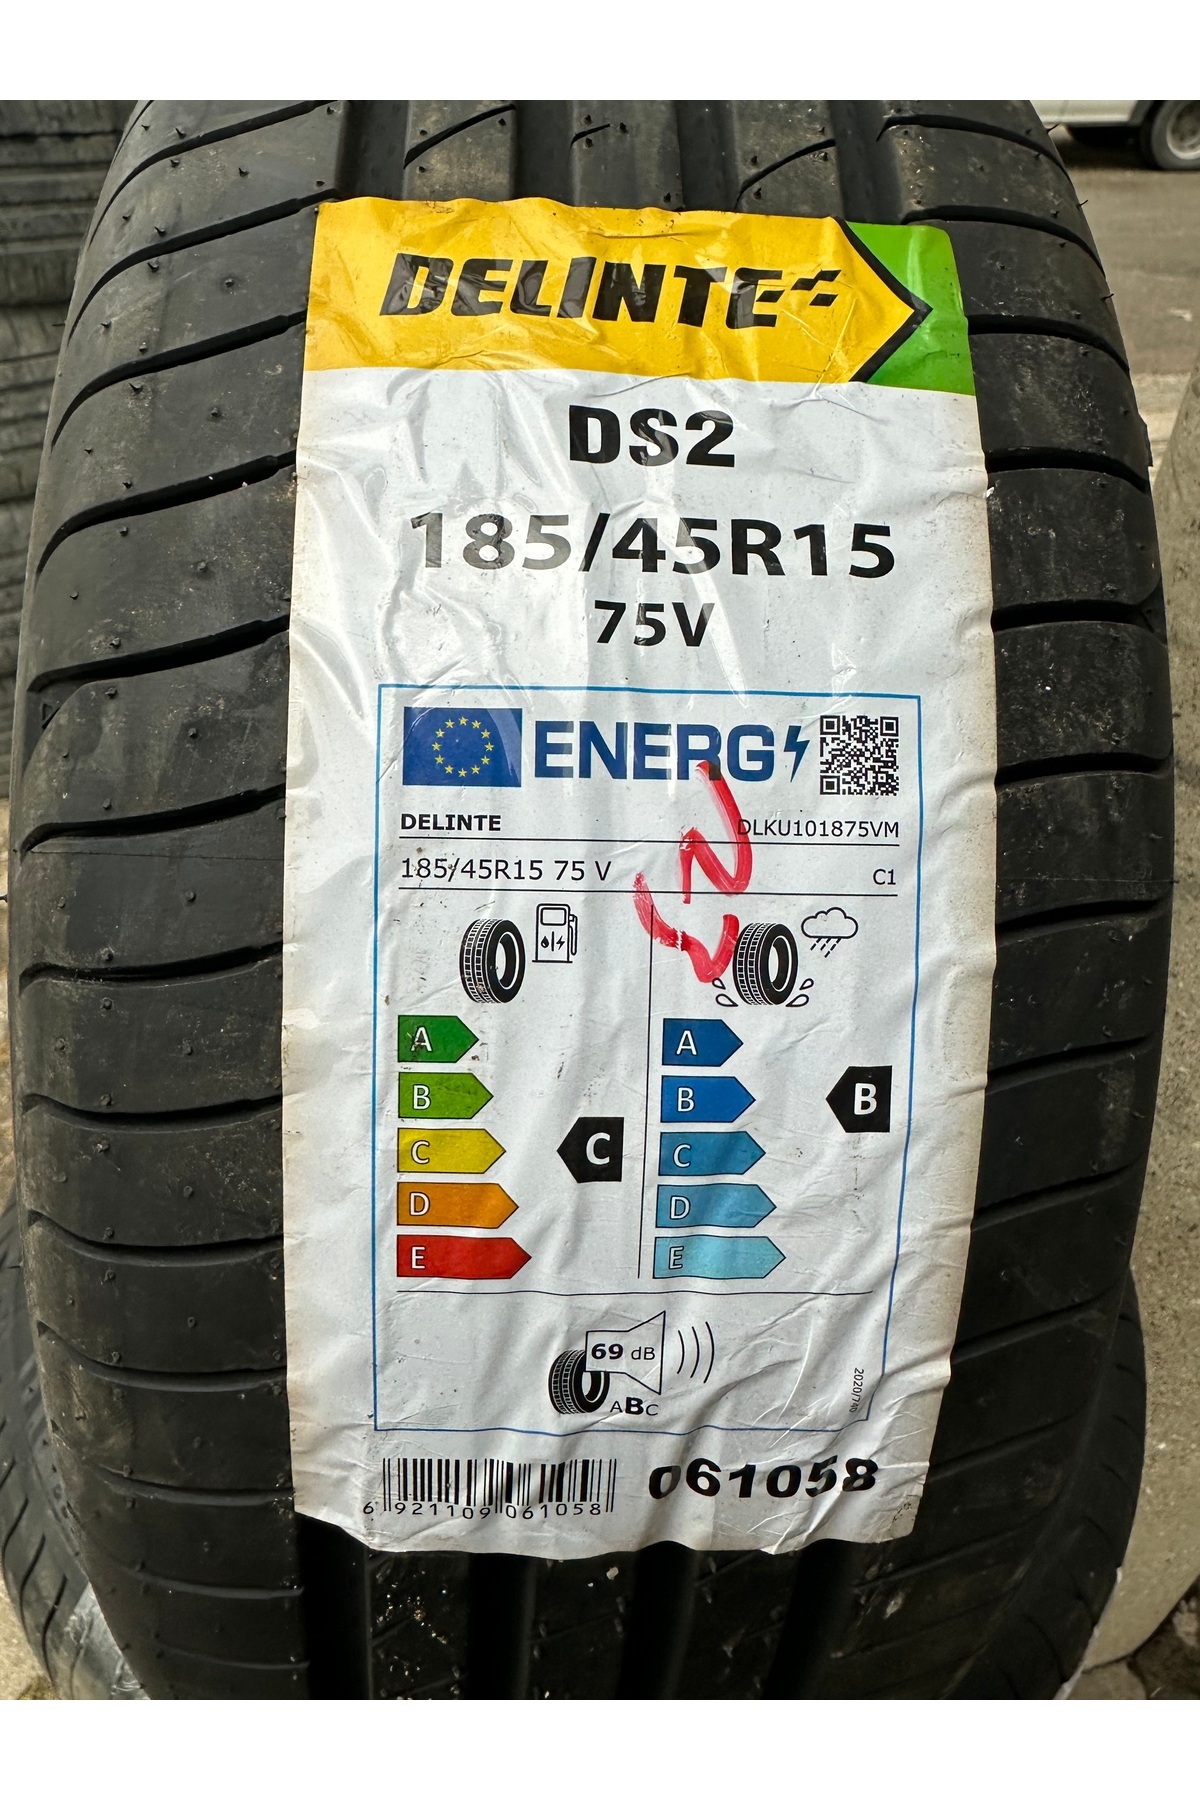 DELINTE
DS2
185/45R15
75V
ENERG
DELINTE
DLKU101875VM
185/45R15 75 V
C1
A
B
C
D
E
C
A
B
C
D
E
B
69 dB
ABC
2020/740
6 921109 061058
061058